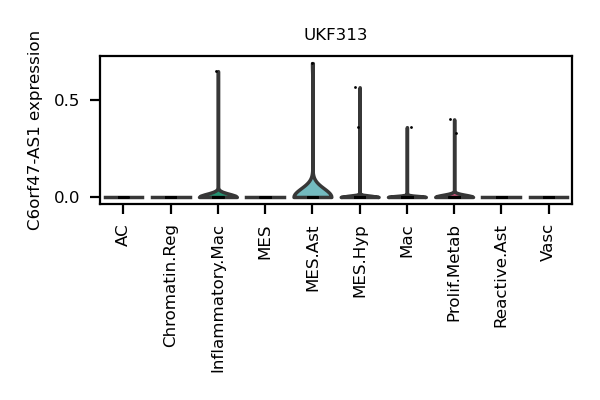 UKF313
C6orf47-AS1 expression
0.5
0.0
AC
Chromatin.Reg
Inflammatory.Mac
MES
MES.Ast
MES.Hyp
Mac
Prolif.Metab
Reactive.Ast
Vasc